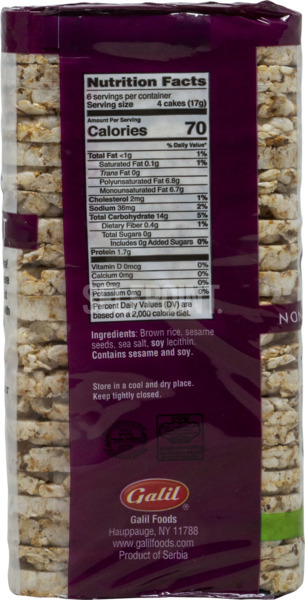 Nutrition Facts
6 servings per container
Serving size 4 cakes (17g)
Amount Per Serving
Calories 70
% Daily Value*
Total Fat <1g 1%
Saturated Fat 0.1g 1%
Trans Fat 0g
Polyunsaturated Fat 6.8g
Monounsaturated Fat 6.7g
Cholesterol 2mg 1%
Sodium 36mg 2%
Total Carbohydrate 14g 5%
Dietary Fiber 0.4g 1%
Total Sugars 0g
Includes 0g Added Sugars 0%
Protein 1.7g
Vitamin D 0mcg 0%
Calcium 0mg 0%
Iron 0mg 0%
Potassium 0mg 0%
Percent Daily Values (DV) are
based on a 2,000 calorie diet.
Ingredients: Brown rice, sesame
seeds, sea salt, soy lecithin.
Contains sesame and soy.
Store in a cool and dry place.
Keep tightly closed.
Galil
®
Galil Foods
Hauppauge, NY 11788
www.galilfoods.com
Product of Serbia
NON